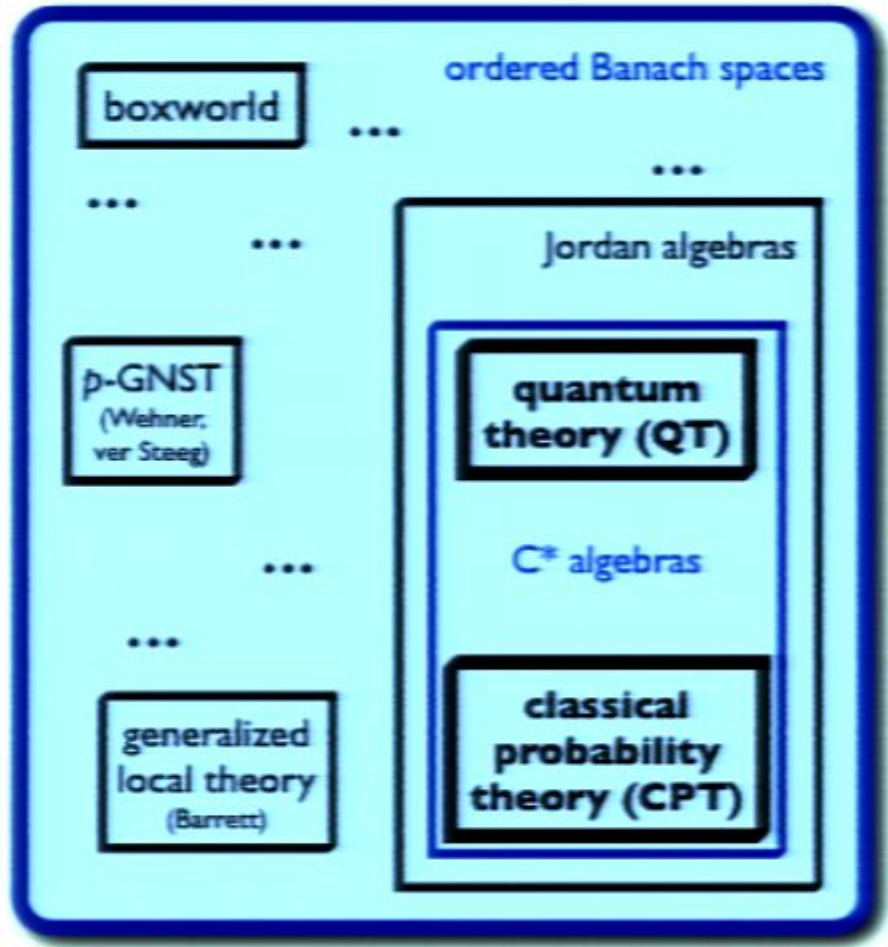 ordered Banach spaces
boxworld
...
...
...
...
Jordan algebras
p-GNST
(Wehner,
ver Steeg)
quantum
theory (QT)
C* algebras
...
...
generalized
local theory
(Barrett)
classical
probability
theory (CPT)